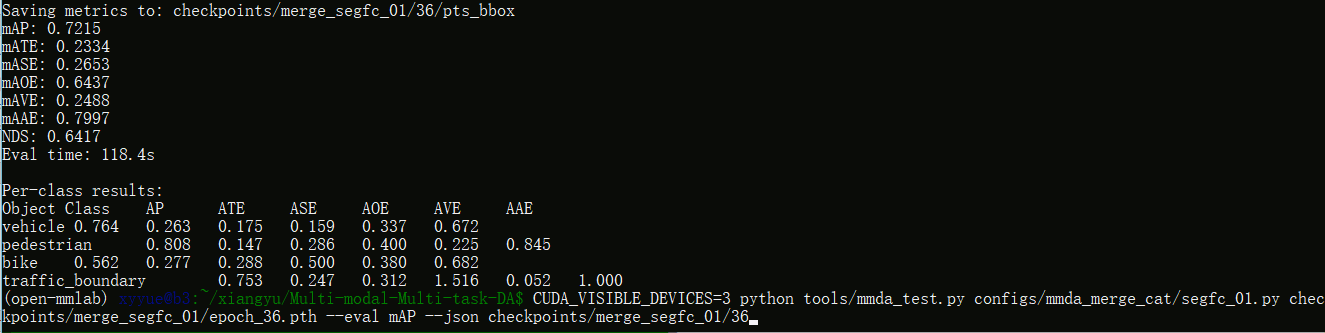 Saving metrics to: checkpoints/merge_segfc_01/36/pts_bbox
mAP: 0.7215
mATE: 0.2334
mASE: 0.2653
mAOE: 0.6437
mAVE: 0.2488
mAAE: 0.7997
NDS: 0.6417
Eval time: 118.4s

Per-class results:
Object Class    AP      ATE     ASE     AOE     AVE     AAE
vehicle 0.764   0.263   0.175   0.159   0.337   0.672
pedestrian      0.808   0.147   0.286   0.400   0.225   0.845
bike    0.562   0.277   0.288   0.500   0.380   0.682
traffic_boundary        0.753   0.247   0.312   1.516   0.052   1.000
(open-mmlab) xyyue@b3:~/xiangyu/Multi-modal-Multi-task-DA$ CUDA_VISIBLE_DEVICES=3 python tools/mmda_test.py configs/mmda_merge_cat/segfc_01.py chec
kpoints/merge_segfc_01/epoch_36.pth --eval mAP --json checkpoints/merge_segfc_01/36